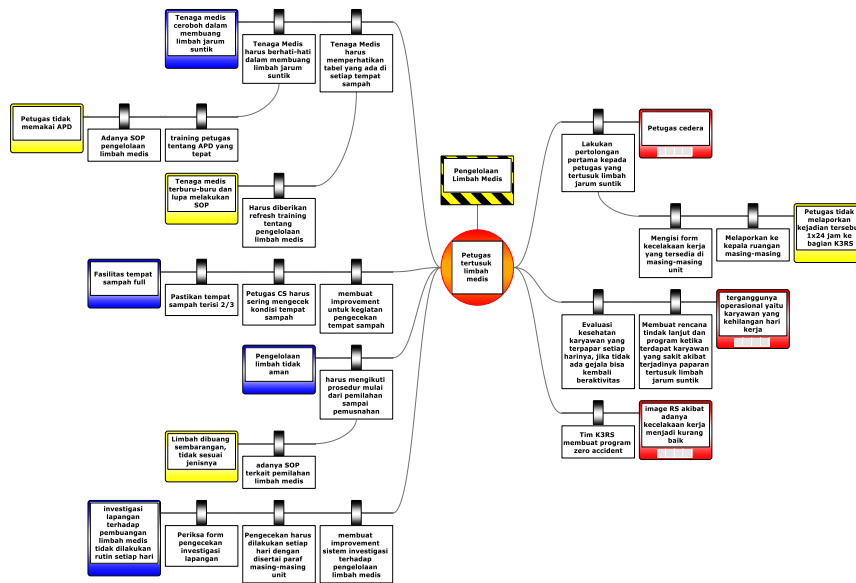 Tenaga medis
ceroboh dalam
membuang
limbah jarum
suntik
Tenaga Medis
harus berhati-hati
dalam membuang
limbah jarum
suntik
Tenaga Medis
harus
memperhatikan
tabel yang ada di
setiap tempat
sampah
Petugas tidak
memakai APD
Adanya SOP
pengelolaan
limbah medis
training petugas
tentang APD yang
tepat
Tenaga medis
terburu-buru dan
lupa melakukan
SOP
Harus diberikan
refresh training
tentang
pengelolaan
limbah medis
Fasilitas tempat
sampah full
Pastikan tempat
sampah terisi 2/3
Petugas CS harus
sering mengecek
kondisi tempat
sampah
membuat
improvement
untuk kegiatan
pengecekan
tempat sampah
Pengelolaan
limbah tidak
aman
harus mengikuti
prosedur mulai
dari pemilahan
sampai
pemusnahan
Limbah dibuang
sembarangan,
tidak sesuai
jenisnya
adanya SOP
terkait pemilahan
limbah medis
investigasi
lapangan
terhadap
pembuangan
limbah medis
tidak dilakukan
rutin setiap hari
Periksa form
pengecekan
investigasi
lapangan
Pengecekan harus
dilakukan setiap
hari dengan
disertai paraf
masing-masing
unit
membuat
improvement
sistem investigasi
terhadap
pengelolaan
limbah medis
Pengelolaan
Limbah Medis
Petugas
tertusuk
limbah
medis
Lakukan
pertolongan
pertama kepada
petugas yang
tertusuk limbah
jarum suntik
Petugas cedera
Mengisi form
kecelakaan kerja
yang tersedia di
masing-masing
unit
Melaporkan ke
kepala ruangan
masing-masing
Petugas tidak
melaporkan
kejadian tersebu
1x24 jam ke
bagian K3RS
Evaluasi
kesehatan
karyawan yang
terpapar setiap
harinya, jika tidak
ada gejala bisa
kembali
beraktivitas
Membuat rencana
tindak lanjut dan
program ketika
terdapat karyawan
yang sakit akibat
terjadinya paparan
tertusuk limbah
jarum suntik
terganggunya
operasional yaitu
karyawan yang
kehilangan hari
kerja
Tim K3RS
membuat program
zero accident
image RS akibat
adanya
kecelakaan kerja
menjadi kurang
baik